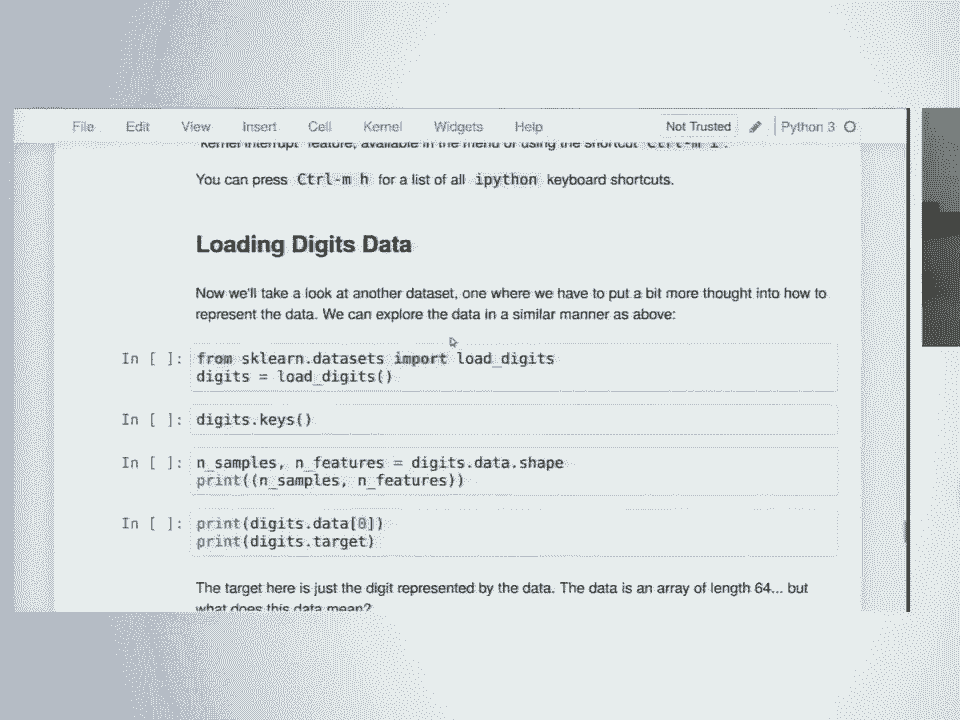 File Edit View Insert Cell Kernel Widgets Help Not Trusted Python 3
"kernel interrupt" feature, available in the menu or using the shortcut Ctrl-m i .
You can press Ctrl-m h for a list of all ipython keyboard shortcuts.
Loading Digits Data
Now we'll take a look at another dataset, one where we have to put a bit more thought into how to
represent the data. We can explore the data in a similar manner as above:
In [ ]: from sklearn.datasets import load_digits
digits = load_digits()
In [ ]: digits.keys()
In [ ]: n_samples, n_features = digits.data.shape
print((n_samples, n_features))
In [ ]: print(digits.data[0])
print(digits.target)
The target here is just the digit represented by the data. The data is an array of length 64... but
what does this data mean?